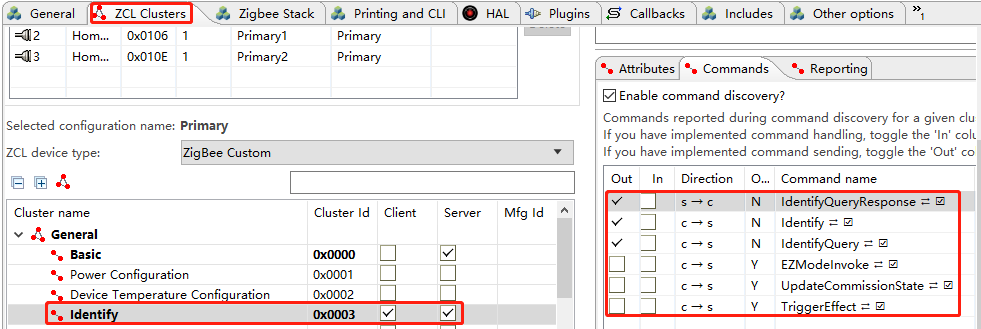 General ZCL Clusters Zigbee Stack Printing and CLI HAL Plugins Callbacks Includes Other options »1
2 Hom... 0x0106 1 Primary1 Primary
3 Hom... 0x010E 1 Primary2 Primary
Selected configuration name: Primary
ZCL device type: ZigBee Custom
Cluster name Cluster Id Client Server Mfg Id
General
Basic 0x0000
Power Configuration 0x0001
Device Temperature Configuration 0x0002
Identify 0x0003
Attributes Commands Reporting
Enable command discovery?
Commands reported during command discovery for a given clu
If you have implemented command handling, toggle the 'In' colu
If you have implemented command sending, toggle the 'Out' co
Out In Direction O... Command name
s → c N IdentifyQueryResponse
c → s N Identify
c → s N IdentifyQuery
c → s Y EZModeInvoke
c → s Y UpdateCommissionState
c → s Y TriggerEffect